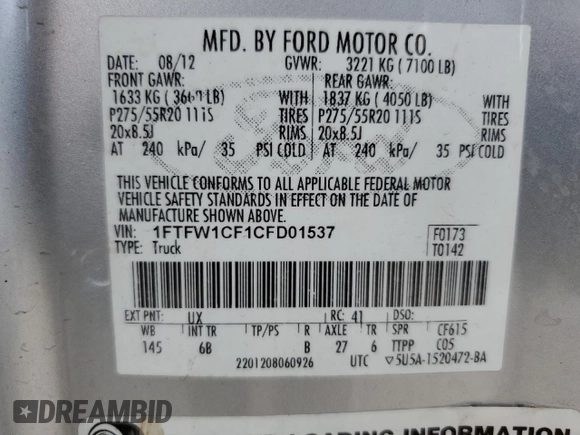 MFD. BY FORD MOTOR CO.
DATE: 08/12 GVWR: 3221 KG ( 7100 LB)
FRONT GAWR: REAR GAWR:
1633 KG ( LB) WITH 1837 KG ( 4050 LB) WITH
P275/55R20 111S TIRES P275/55R20 111S TIRES
20x8.5J RIMS 20x8.5J RIMS
AT 240 kPa/ 35 PSI COLD AT 240 kPa/ 35 PSI COLD
THIS VEHICLE CONFORMS TO ALL APPLICABLE FEDERAL MOTOR
VEHICLE SAFETY STANDARDS IN EFFECT ON THE DATE OF
MANUFACTURE SHOWN ABOVE.
VIN: 1FTFW1CF1CFD01537 F0173
TYPE: Truck T0142
EXT PNT: UX RC: 41 DSO:
WB INT TR TP/PS R AXLE TR SPR CF615
145 6B B 27 6 TTPP C05
2201208060926 UTC ▽5U5A-1520472-BA
LOADING INFORMATION
DREAMBID